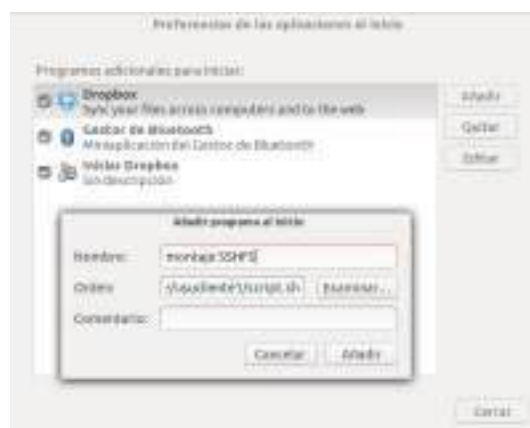 Preferencias de las aplicaciones al inicio
Programas adicionales para iniciar:
Dropbox
Sync your files across computers and to the web
Añadir
Gestor de Bluetooth
Miniaplicación del Gestor de Bluetooth
Quitar
Iniciar Dropbox
Sin descripción
Editar
Añadir programa al inicio
Nombre: montaje SSHFS
Orden: /script.sh Examinar...
Comentario:
Cancelar Añadir
Cerrar